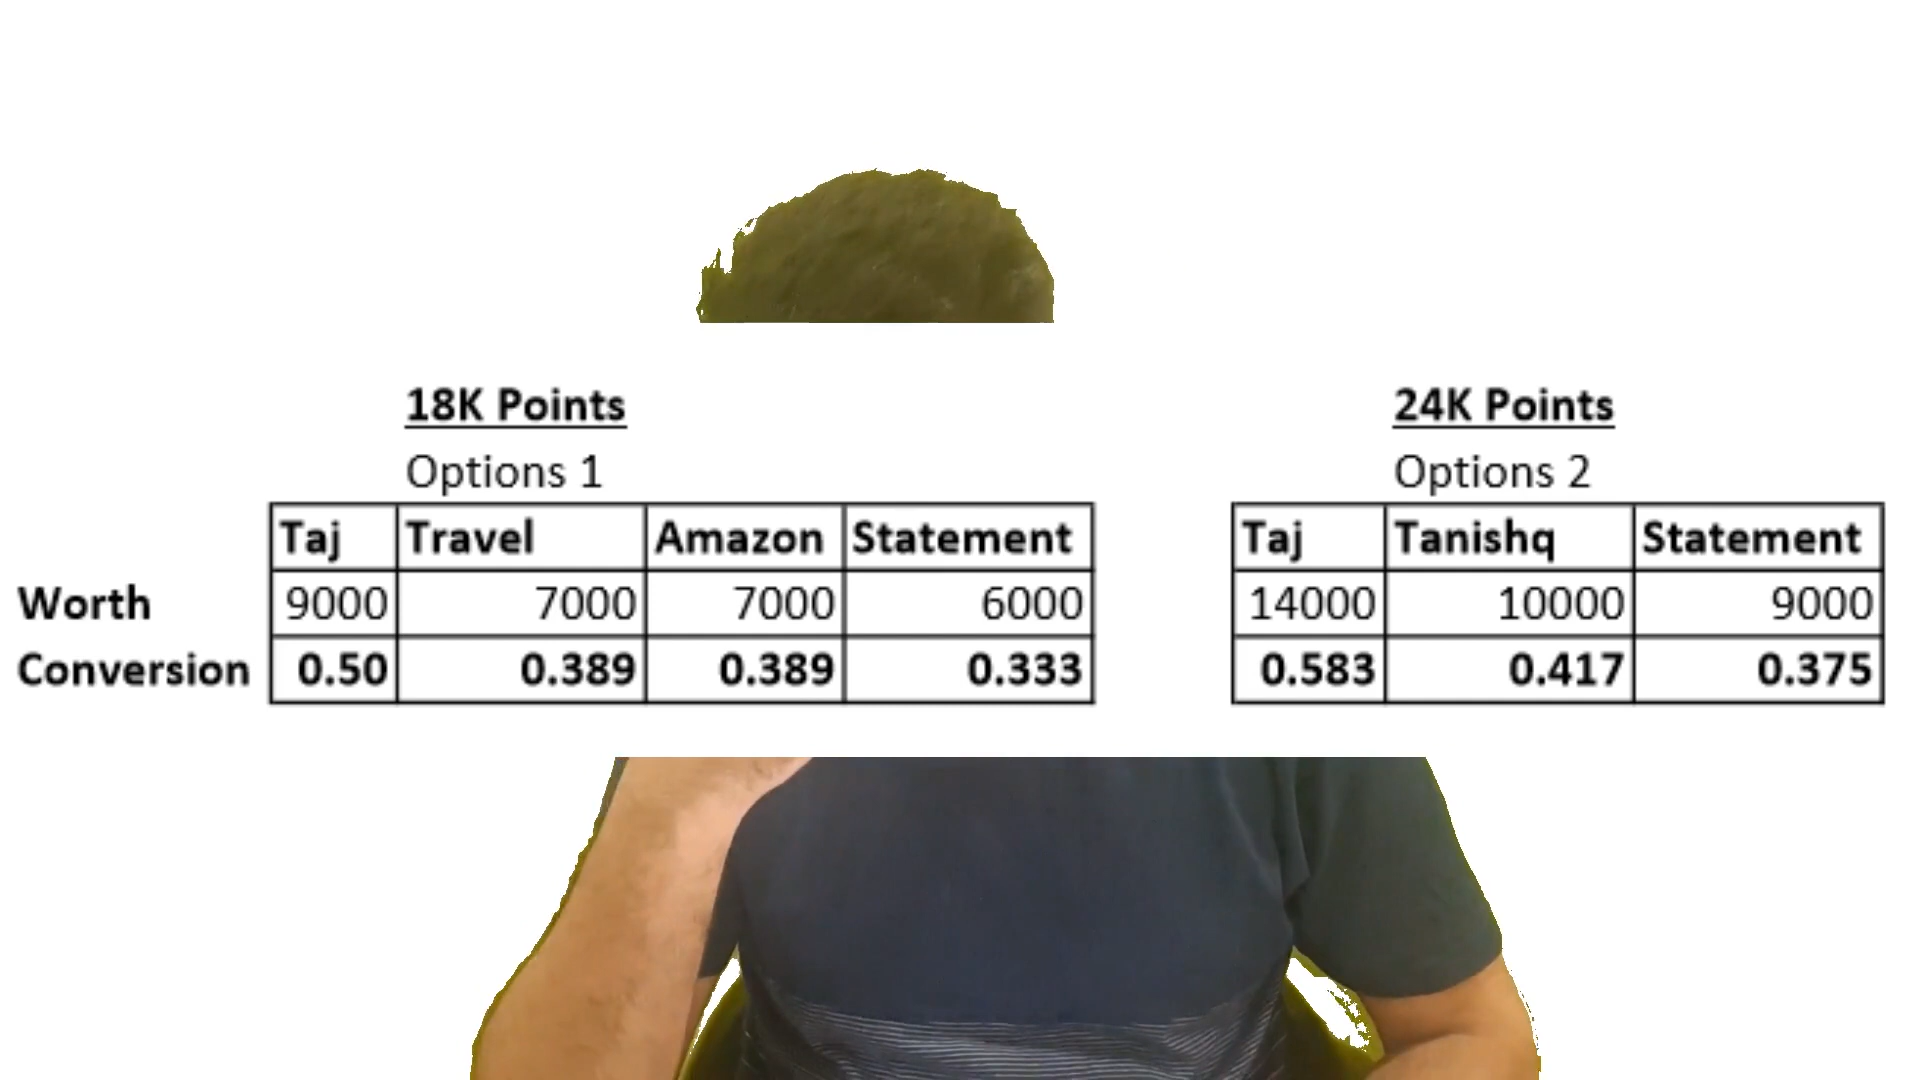 18K Points 24K Points
Options 1 Options 2
Taj Travel Amazon Statement Taj Tanishq Statement
Worth 9000 7000 7000 6000 14000 10000 9000
Conversion 0.50 0.389 0.389 0.333 0.583 0.417 0.375